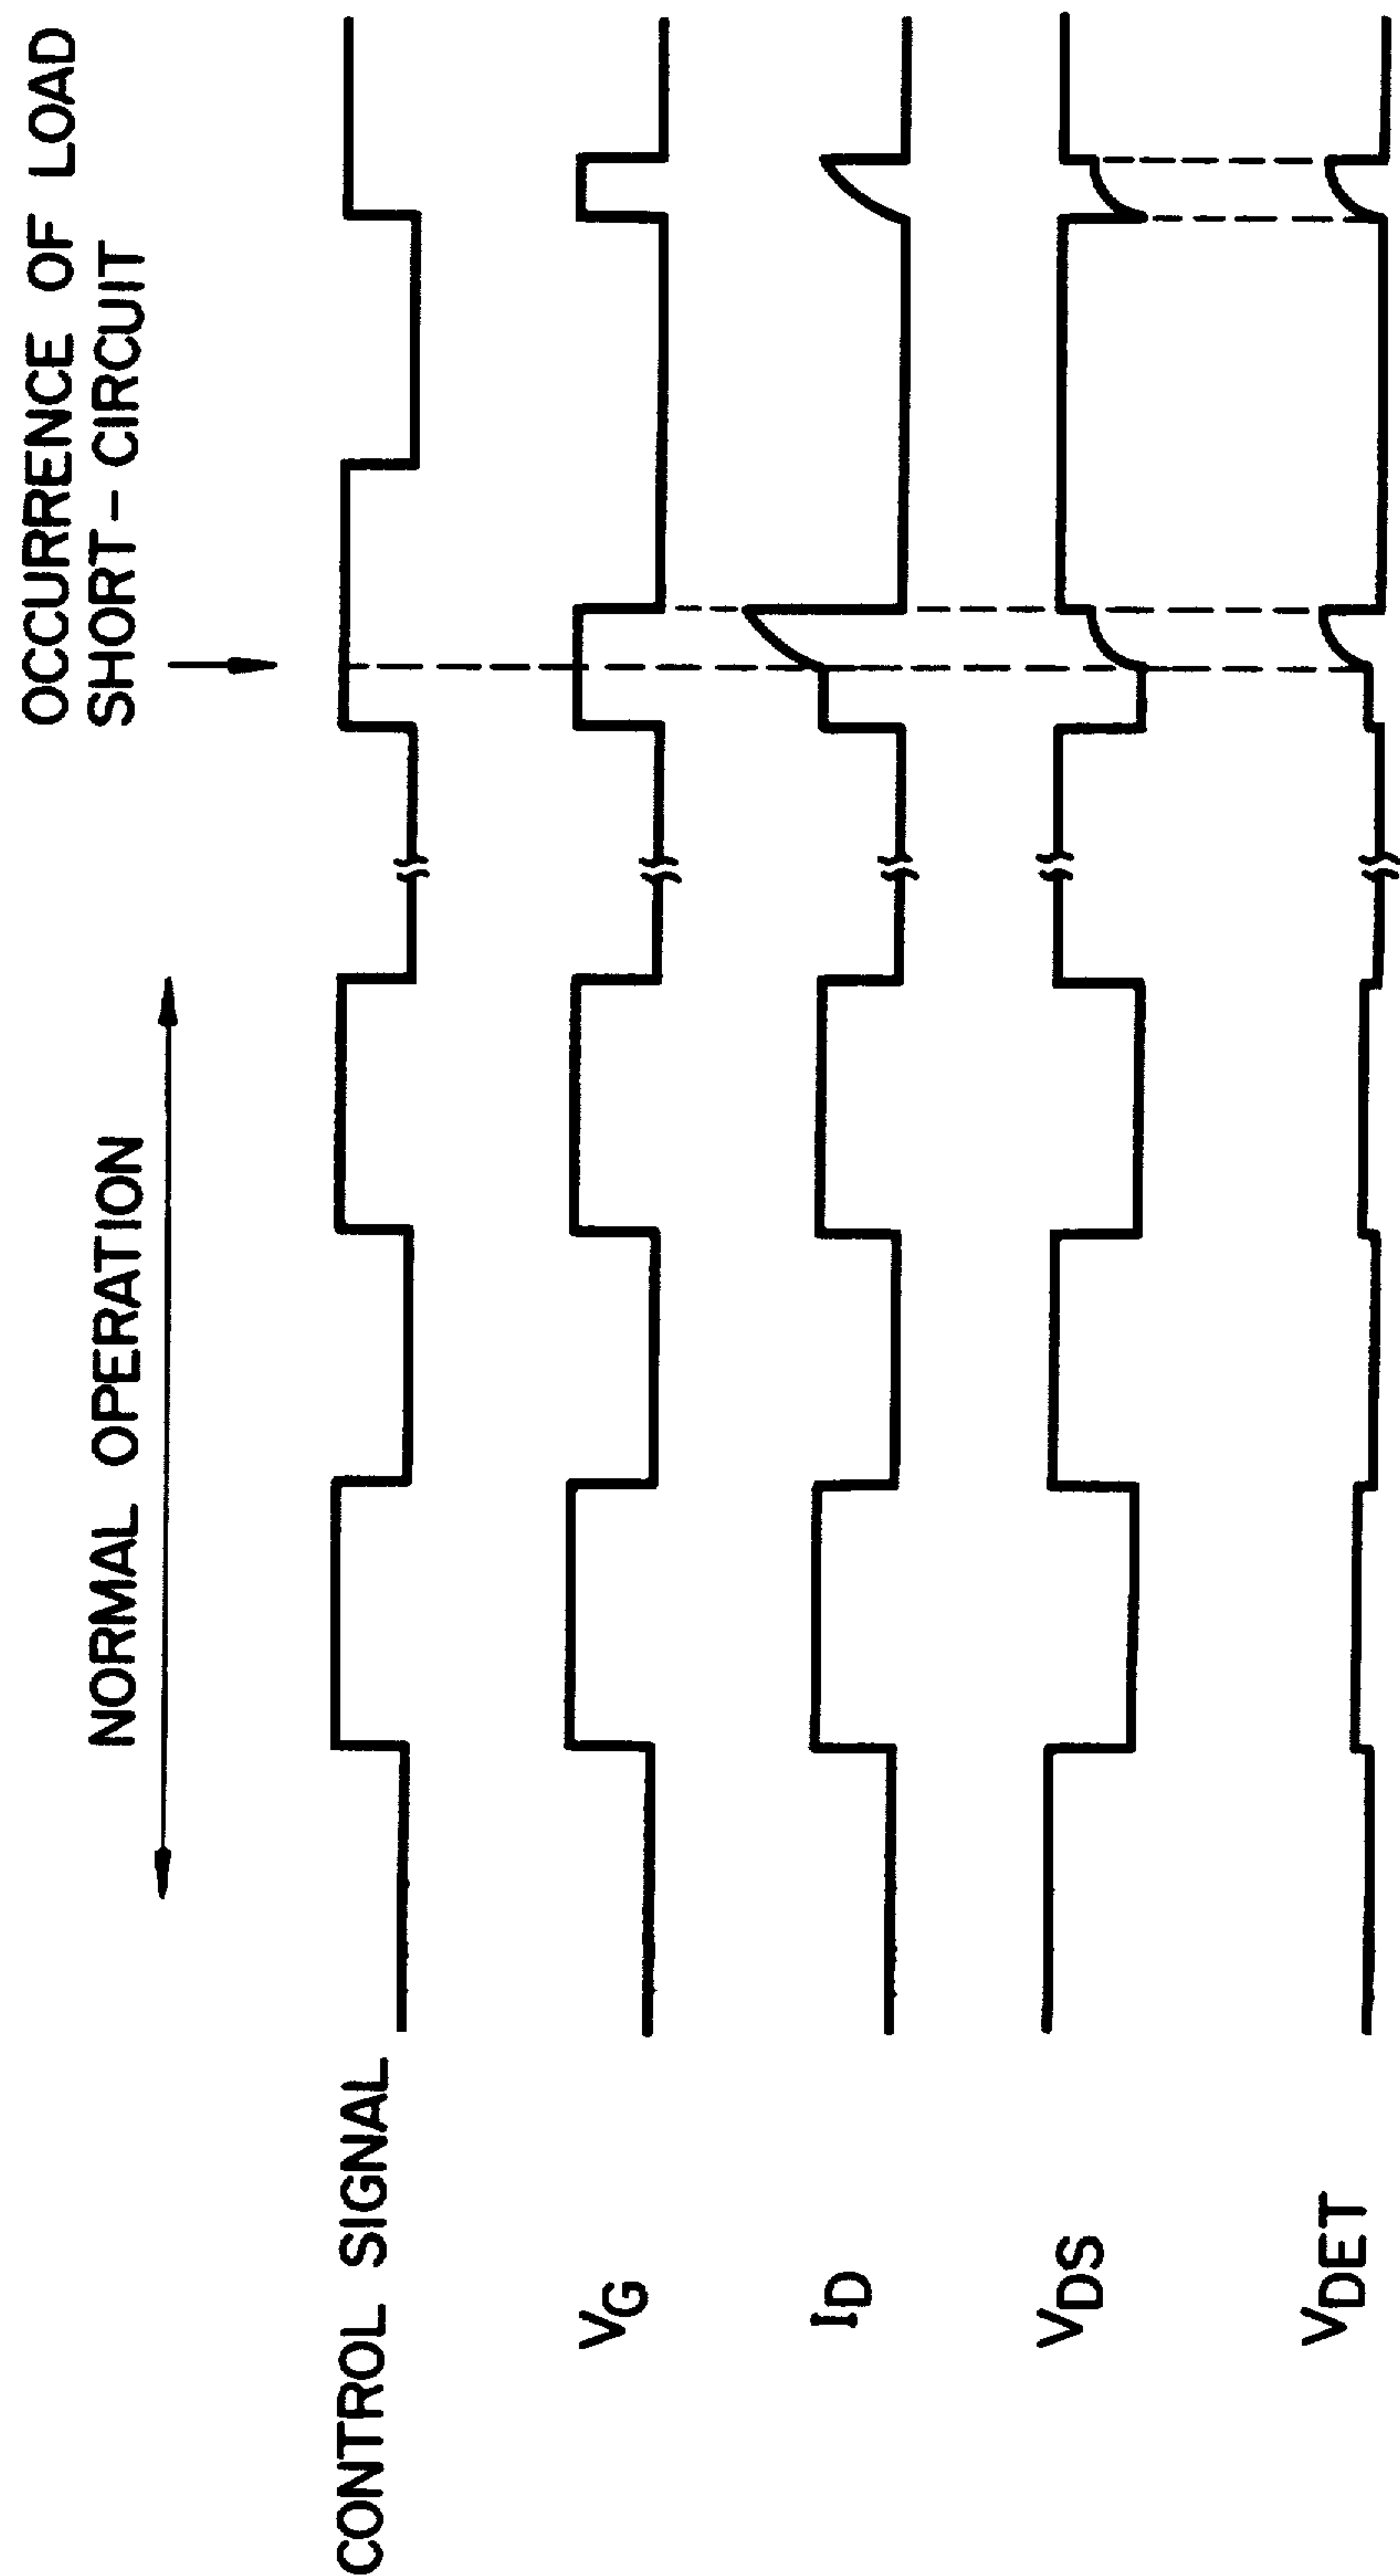 NORMAL OPERATION
OCCURRENCE OF LOAD
SHORT-CIRCUIT
CONTROL SIGNAL
VG
ID
VDS
VDET